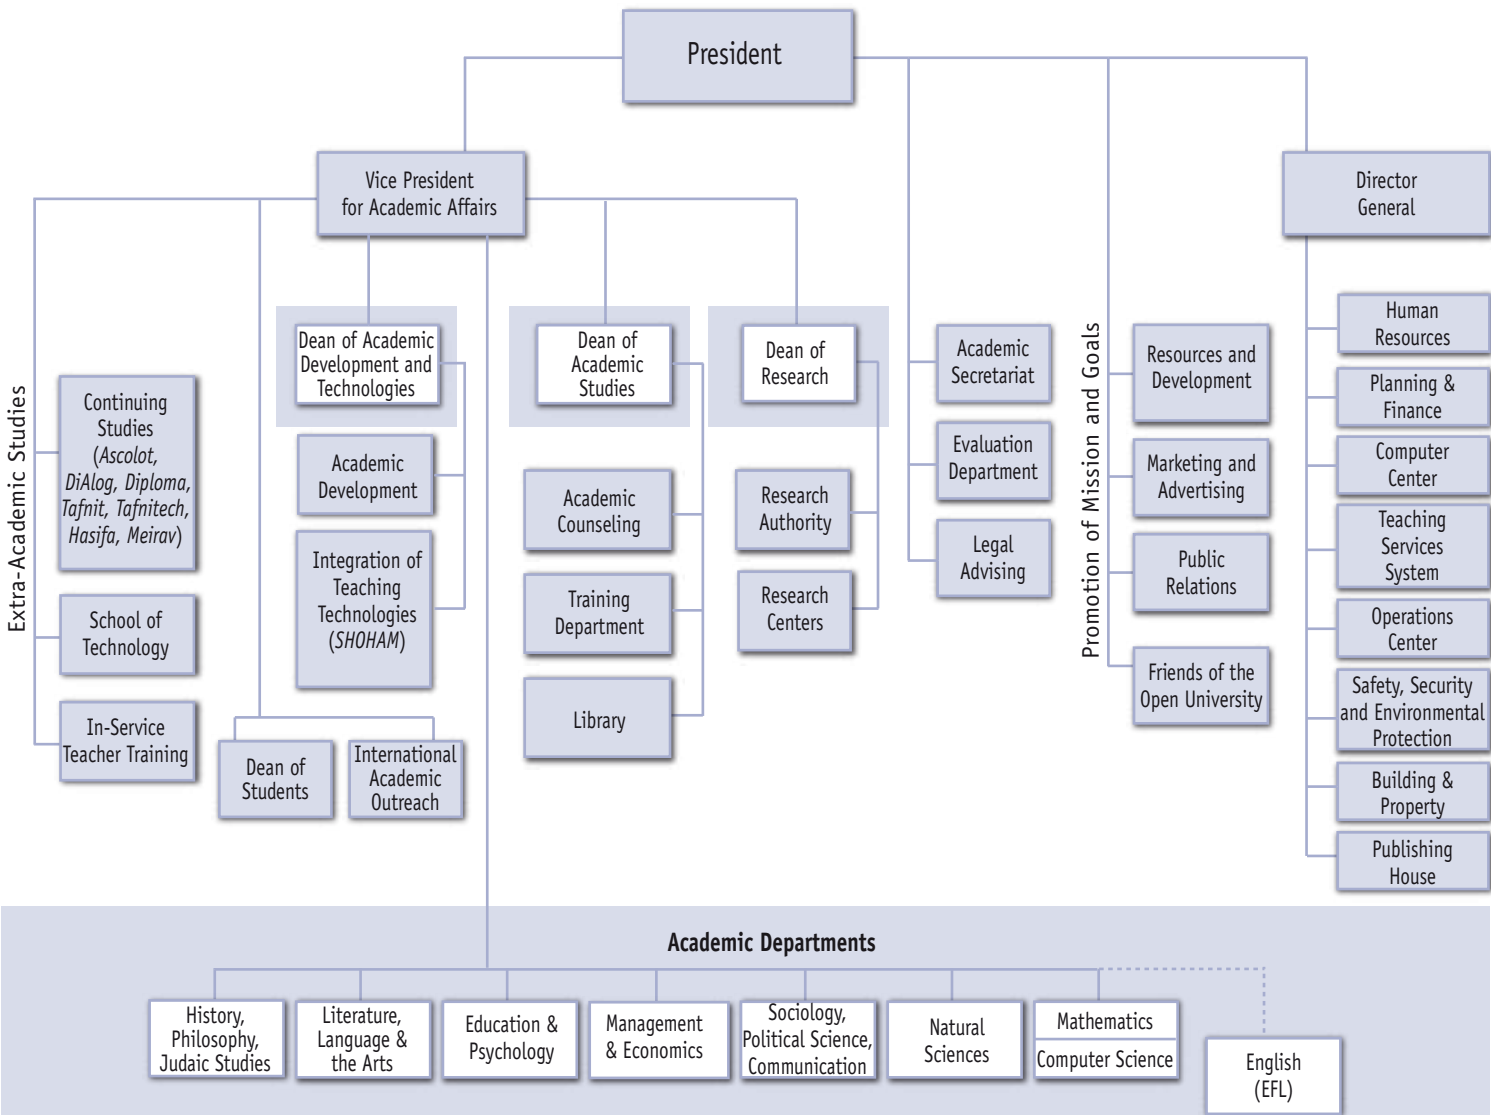 President
Vice President
for Academic Affairs
Director
General
Extra-Academic Studies
Continuing
Studies
(Ascolot,
DiAlog, Diploma,
Tafnit, Tafnitech,
Hasifa, Meirav)
School of
Technology
In-Service
Teacher Training
Dean of
Students
International
Academic
Outreach
Dean of Academic
Development and
Technologies
Academic
Development
Integration of
Teaching
Technologies
(SHOHAM)
Dean of
Academic
Studies
Academic
Counseling
Training
Department
Library
Dean of
Research
Research
Authority
Research
Centers
Academic
Secretariat
Evaluation
Department
Legal
Advising
Promotion of Mission and Goals
Resources and
Development
Marketing and
Advertising
Public
Relations
Friends of the
Open University
Human
Resources
Planning &
Finance
Computer
Center
Teaching
Services
System
Operations
Center
Safety, Security
and Environmental
Protection
Building &
Property
Publishing
House
Academic Departments
History,
Philosophy,
Judaic Studies
Literature,
Language &
the Arts
Education &
Psychology
Management
& Economics
Sociology,
Political Science,
Communication
Natural
Sciences
Mathematics
Computer Science
English
(EFL)